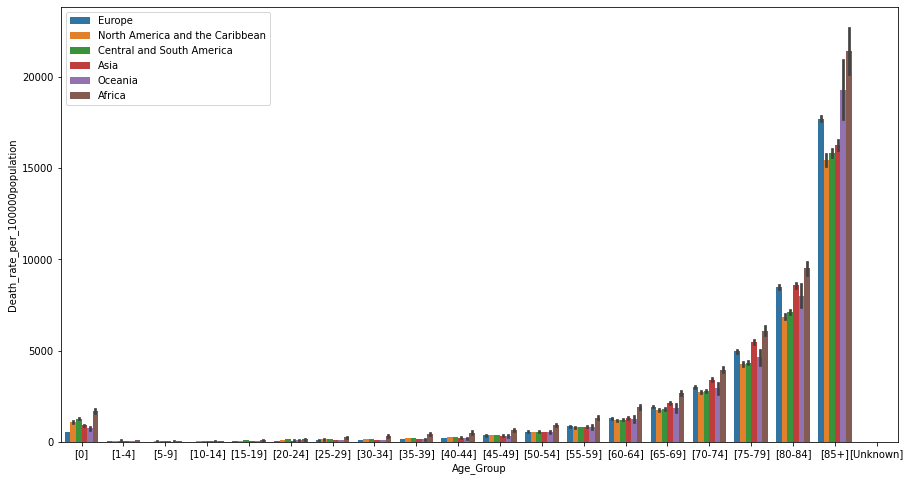 Europe
North America and the Caribbean
Central and South America
Asia
Oceania
Africa
Death_rate_per_100000population
20000
15000
10000
5000
0
[0] [1-4] [5-9] [10-14] [15-19] [20-24] [25-29] [30-34] [35-39] [40-44] [45-49] [50-54] [55-59] [60-64] [65-69] [70-74] [75-79] [80-84] [85+] [Unknown]
Age_Group